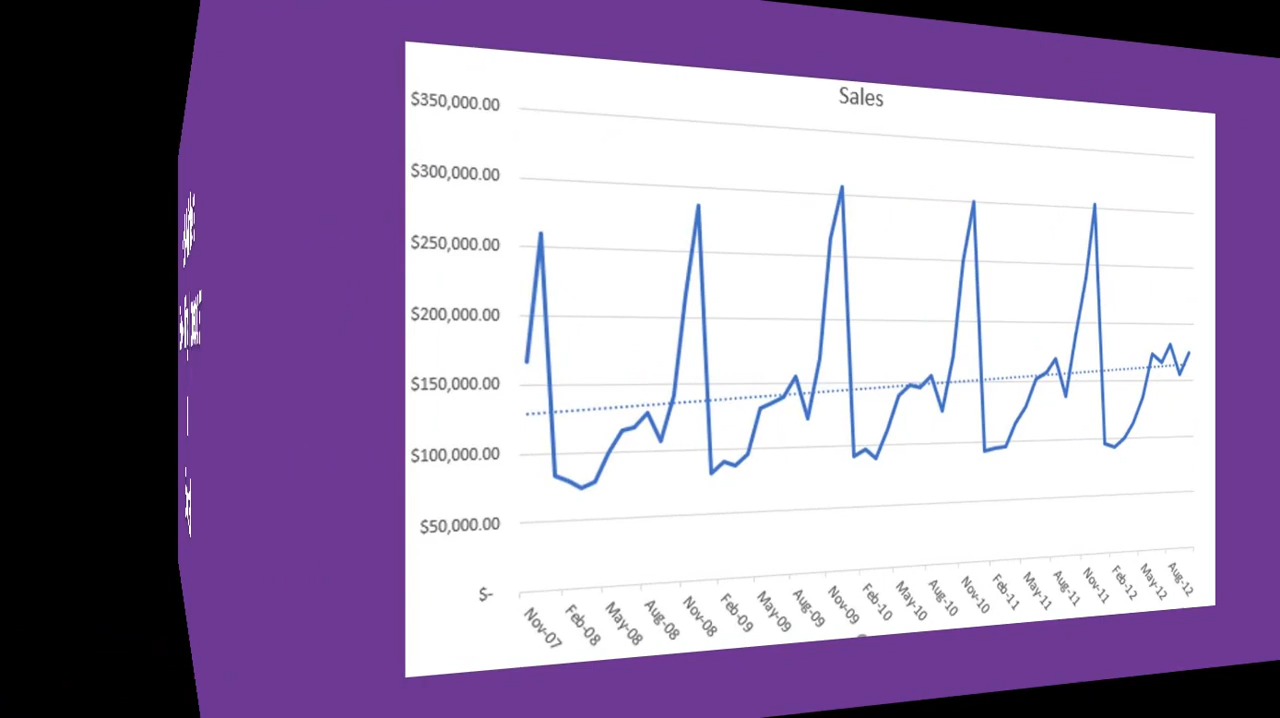 Sales
$350,000.00
$300,000.00
$250,000.00
$200,000.00
$150,000.00
$100,000.00
$50,000.00
$-
Nov-07
Feb-08
May-08
Aug-08
Nov-08
Feb-09
May-09
Aug-09
Nov-09
Feb-10
May-10
Aug-10
Nov-10
Feb-11
May-11
Aug-11
Nov-11
Feb-12
May-12
Aug-12